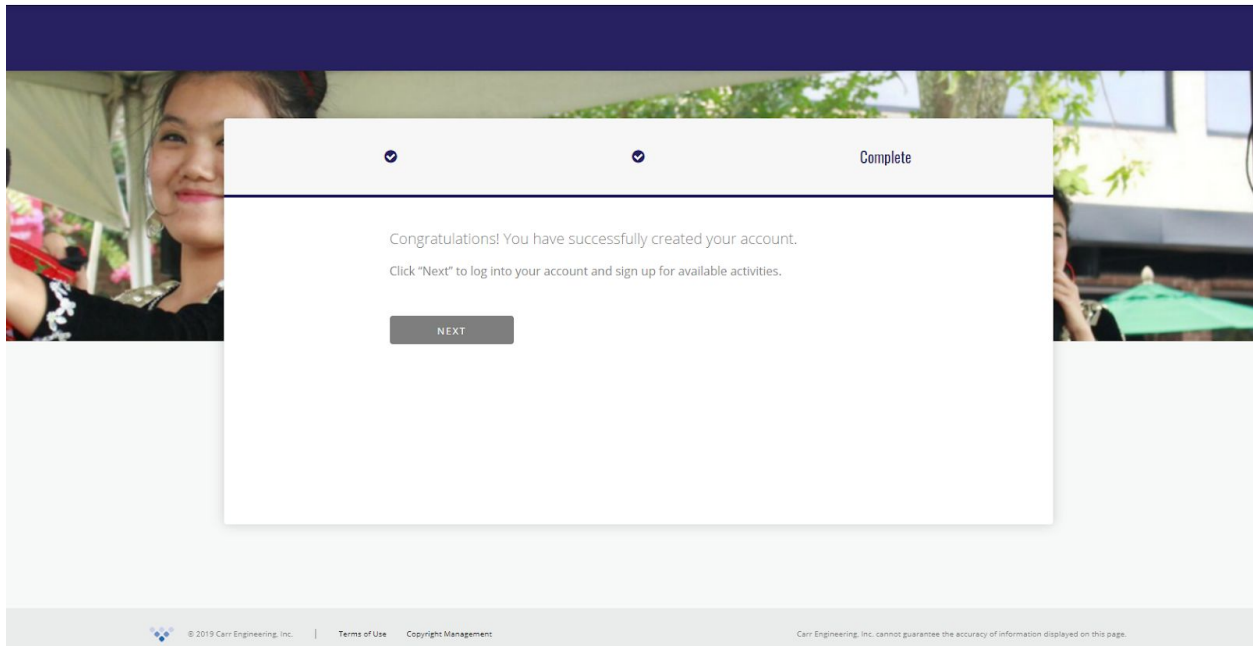 Complete
Congratulations! You have successfully created your account.
Click "Next" to log into your account and sign up for available activities.
NEXT
© 2019 Carr Engineering, Inc. | Terms of Use Copyright Management
Carr Engineering, Inc. cannot guarantee the accuracy of information displayed on this page.